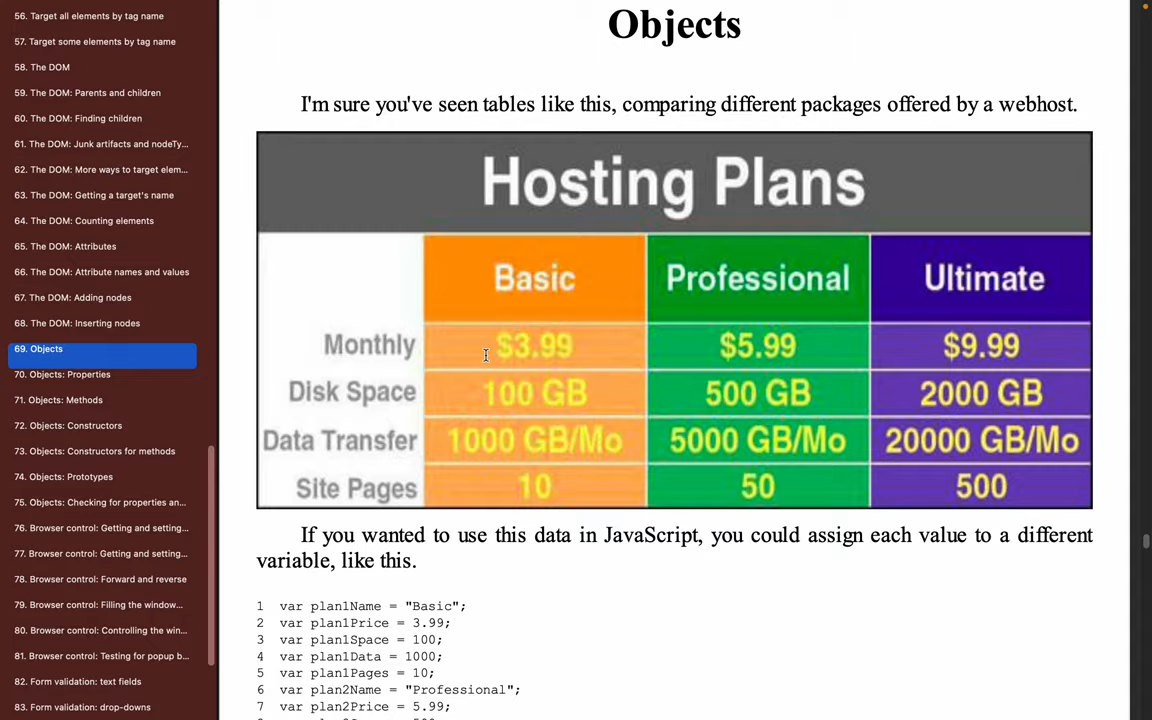 56. Target all elements by tag name
57. Target some elements by tag name
58. The DOM
59. The DOM: Parents and children
60. The DOM: Finding children
61. The DOM: Junk artifacts and nodeTy...
62. The DOM: More ways to target elem...
63. The DOM: Getting a target's name
64. The DOM: Counting elements
65. The DOM: Attributes
66. The DOM: Attribute names and values
67. The DOM: Adding nodes
68. The DOM: Inserting nodes
69. Objects
70. Objects: Properties
71. Objects: Methods
72. Objects: Constructors
73. Objects: Constructors for methods
74. Objects: Prototypes
75. Objects: Checking for properties an...
76. Browser control: Getting and setting...
77. Browser control: Getting and setting...
78. Browser control: Forward and reverse
79. Browser control: Filling the window...
80. Browser control: Controlling the win...
81. Browser control: Testing for popup b...
82. Form validation: text fields
83. Form validation: drop-downs
Objects
I'm sure you've seen tables like this, comparing different packages offered by a webhost.
Hosting Plans
Basic Professional Ultimate
Monthly $3.99 $5.99 $9.99
Disk Space 100 GB 500 GB 2000 GB
Data Transfer 1000 GB/Mo 5000 GB/Mo 20000 GB/Mo
Site Pages 10 50 500
If you wanted to use this data in JavaScript, you could assign each value to a different
variable, like this.
1 var plan1Name = "Basic";
2 var plan1Price = 3.99;
3 var plan1Space = 100;
4 var plan1Data = 1000;
5 var plan1Pages = 10;
6 var plan2Name = "Professional";
7 var plan2Price = 5.99;